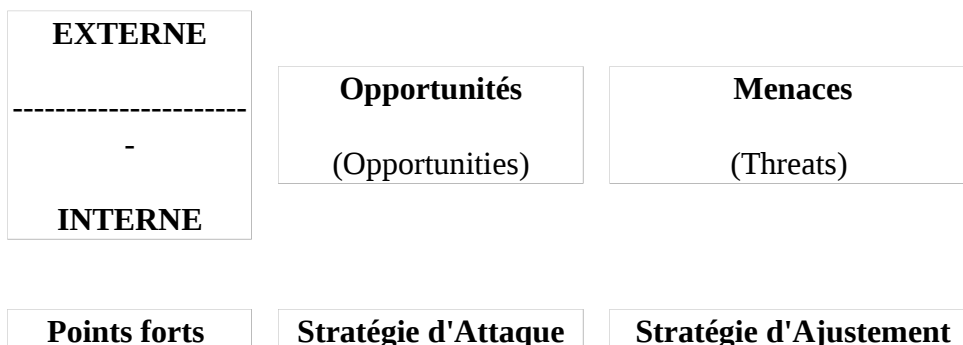 EXTERNE
----------------------
-
INTERNE
Opportunités
(Opportunities)
Menaces
(Threats)
Points forts
Stratégie d'Attaque
Stratégie d'Ajustement